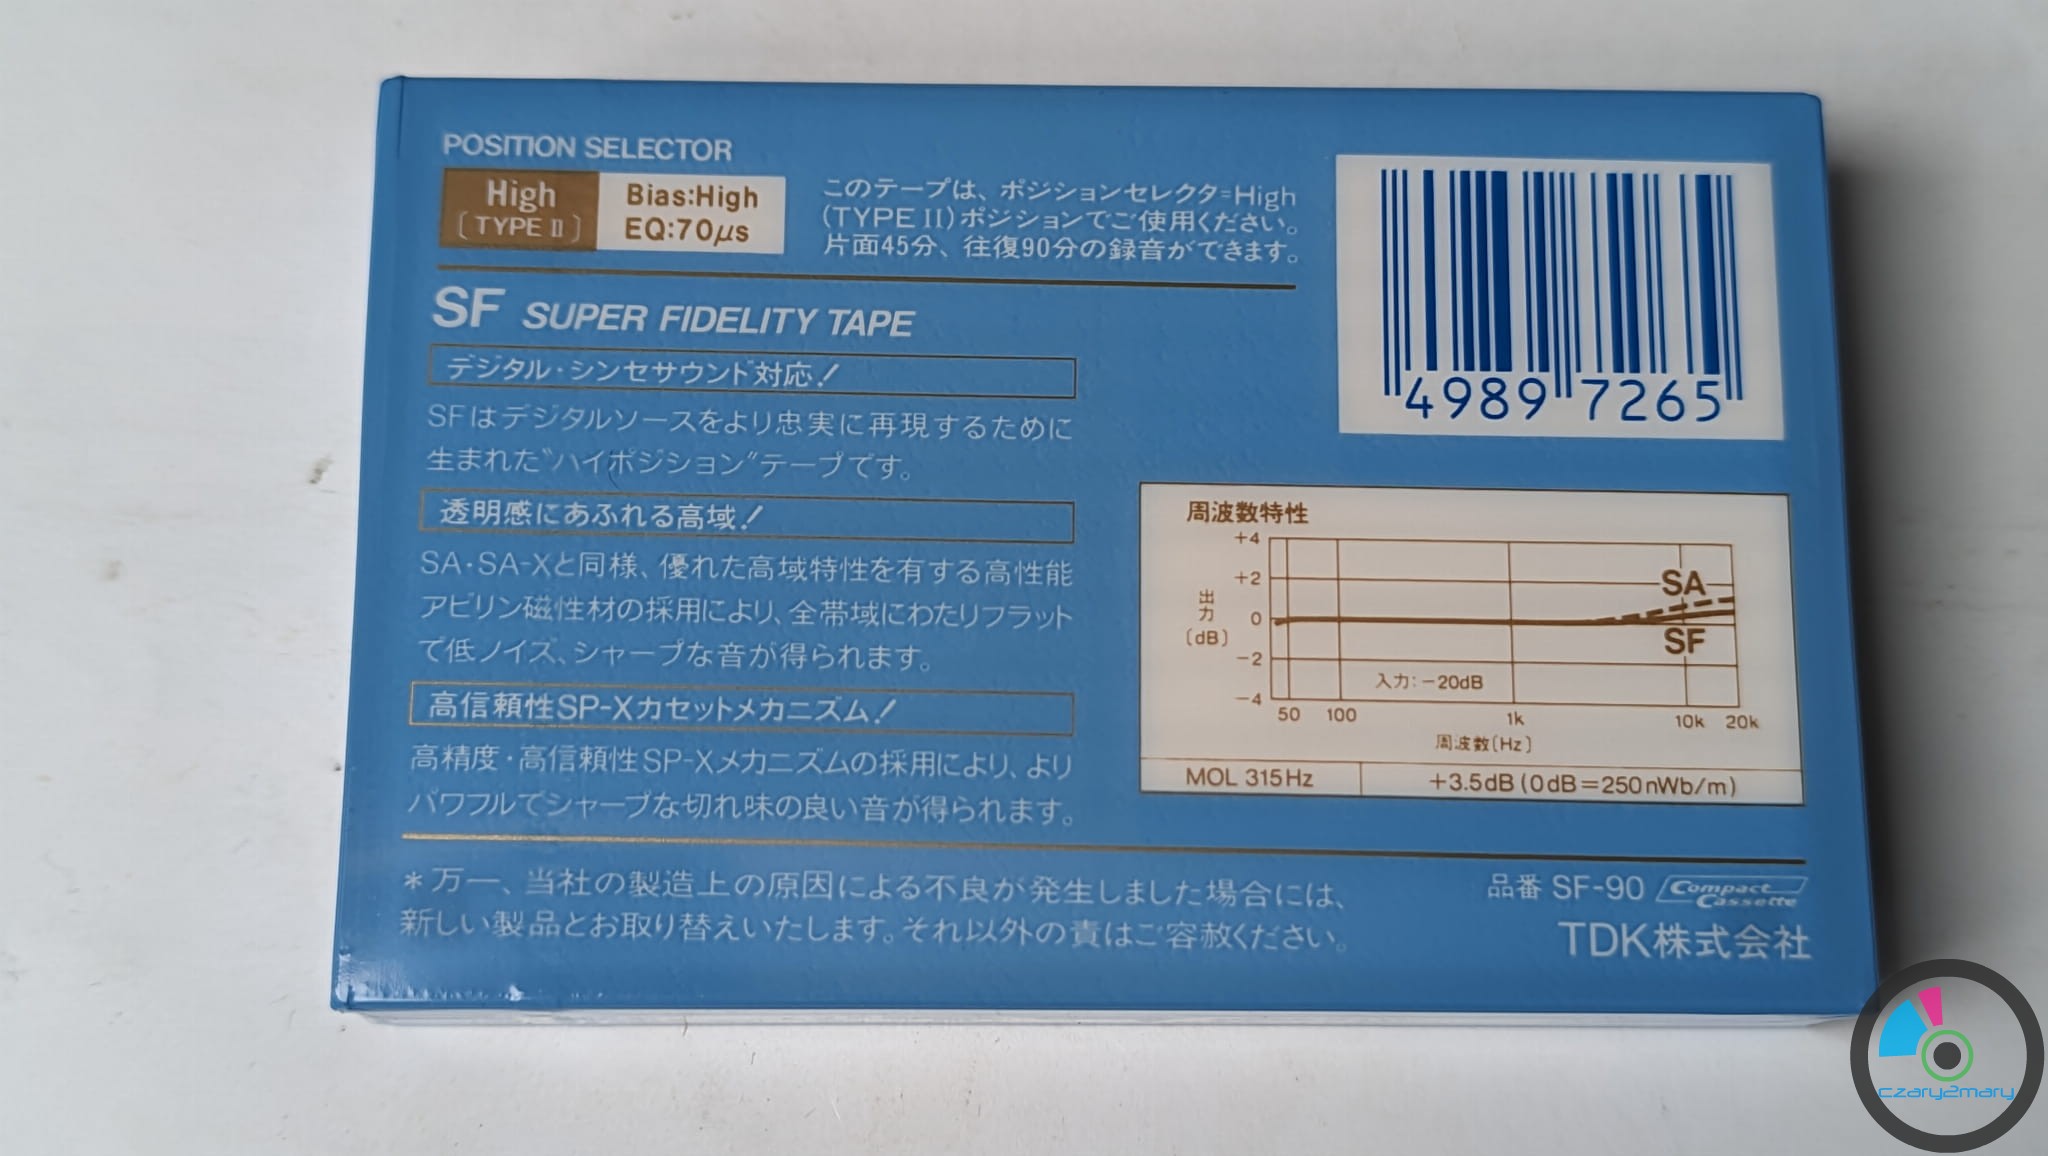 POSITION SELECTOR
High
〔TYPE II〕
Bias:High
EQ:70μs
このテープは、ポジションセレクタ=High
(TYPE II)ポジションでご使用ください。
片面45分、往復90分の録音ができます。
4989 7265
SF SUPER FIDELITY TAPE
デジタル・シンセサウンド対応!
SFはデジタルソースをより忠実に再現するために
生まれた"ハイポジション"テープです。
透明感にあふれる高域!
SA・SA-Xと同様、優れた高域特性を有する高性能
アビリン磁性材の採用により、全帯域にわたりフラット
で低ノイズ、シャープな音が得られます。
高信頼性SP-Xカセットメカニズム!
高精度・高信頼性SP-Xメカニズムの採用により、より
パワフルでシャープな切れ味の良い音が得られます。
周波数特性
出力
〔dB〕
+4
+2
0
-2
-4
SA
SF
入力:-20dB
50 100 1k 10k 20k
周波数〔Hz〕
MOL 315Hz +3.5dB (0dB=250nWb/m)
*万一、当社の製造上の原因による不良が発生しました場合には、
新しい製品とお取り替えいたします。それ以外の責はご容赦ください。
品番 SF-90 Compact Cassette
TDK株式会社
czary2mary